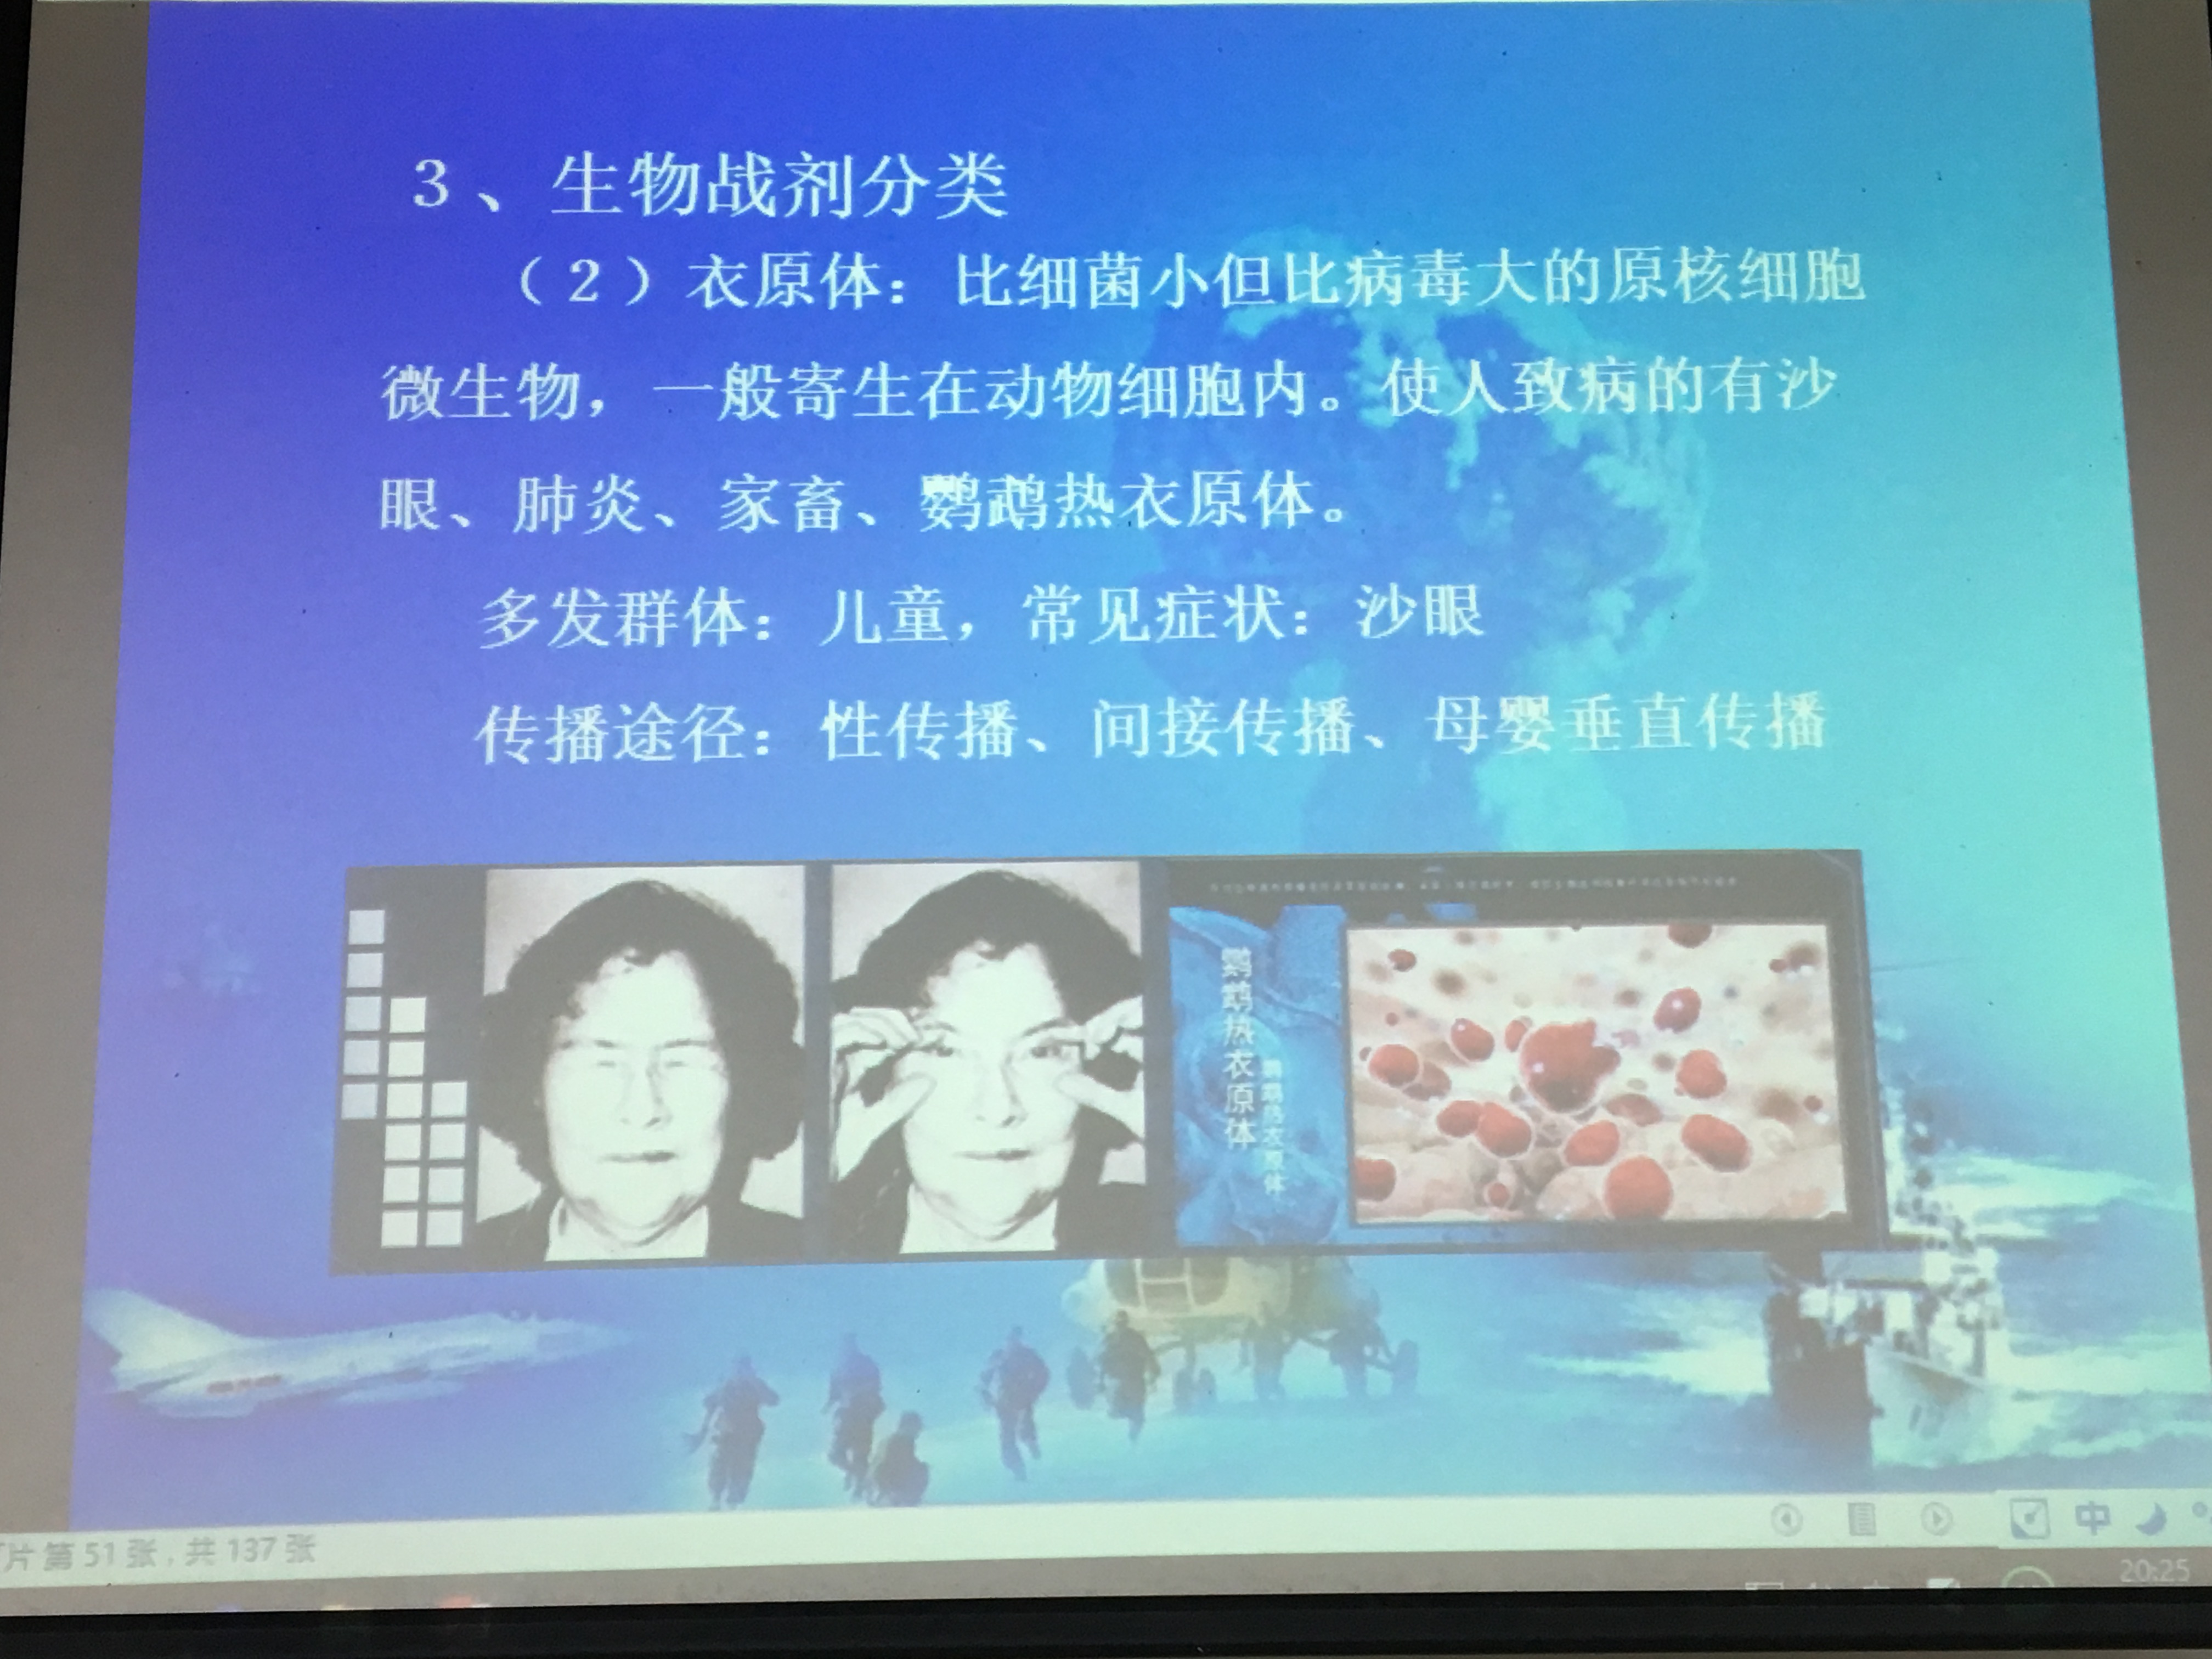 3、生物战剂分类
（2）衣原体：比细菌小但比病毒大的原核细胞
微生物，一般寄生在动物细胞内。使人致病的有沙
眼、肺炎、家畜、鹦鹉热衣原体。
多发群体：儿童，常见症状：沙眼
传播途径：性传播、间接传播、母婴垂直传播
鹦鹉热衣原体
鹦鹉热衣原体
片第 51 张，共 137 张
中
20:25